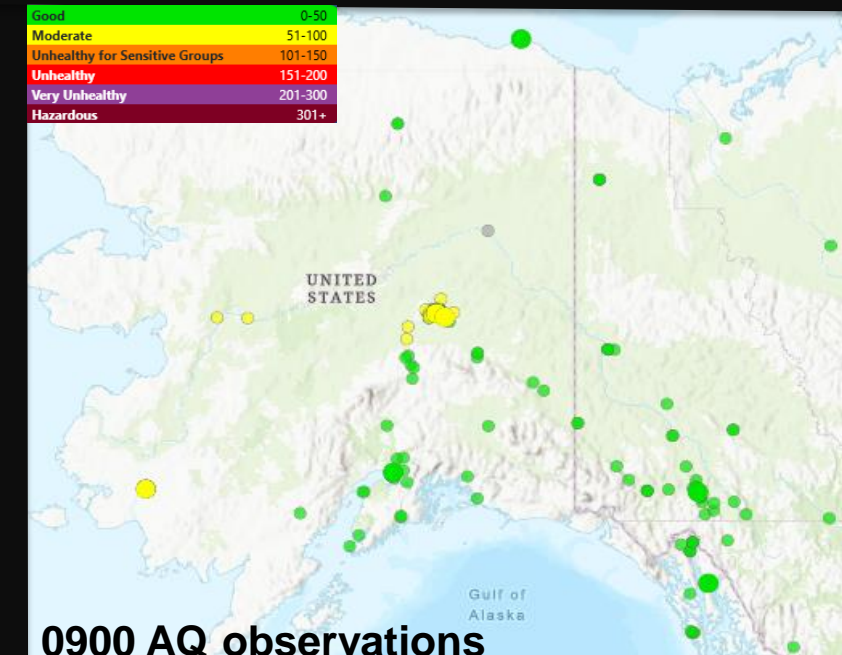 Good 0-50
Moderate 51-100
Unhealthy for Sensitive Groups 101-150
Unhealthy 151-200
Very Unhealthy 201-300
Hazardous 301+
UNITED
STATES
Gulf of
Alaska
0900 AQ observations